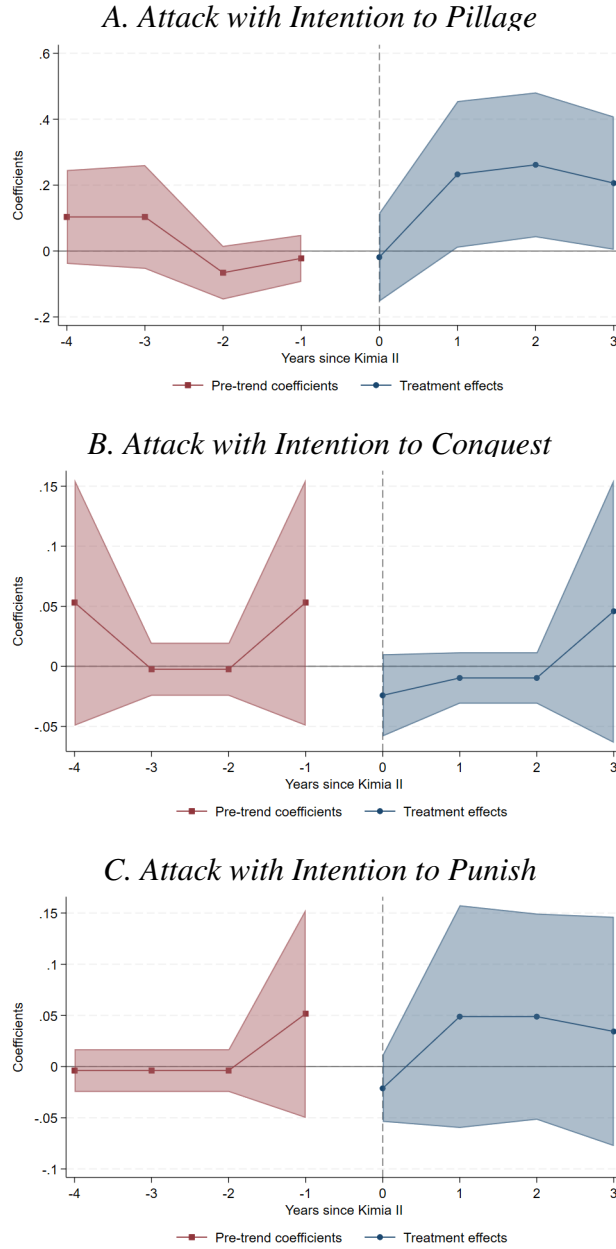 A. Attack with Intention to Pillage
.6
.4
.2
0
-.2
Coefficients
-4 -3 -2 -1 0 1 2 3
Years since Kimia II
Pre-trend coefficients Treatment effects
B. Attack with Intention to Conquest
.15
.1
.05
0
-.05
Coefficients
-4 -3 -2 -1 0 1 2 3
Years since Kimia II
Pre-trend coefficients Treatment effects
C. Attack with Intention to Punish
.15
.1
.05
0
-.05
-.1
Coefficients
-4 -3 -2 -1 0 1 2 3
Years since Kimia II
Pre-trend coefficients Treatment effects